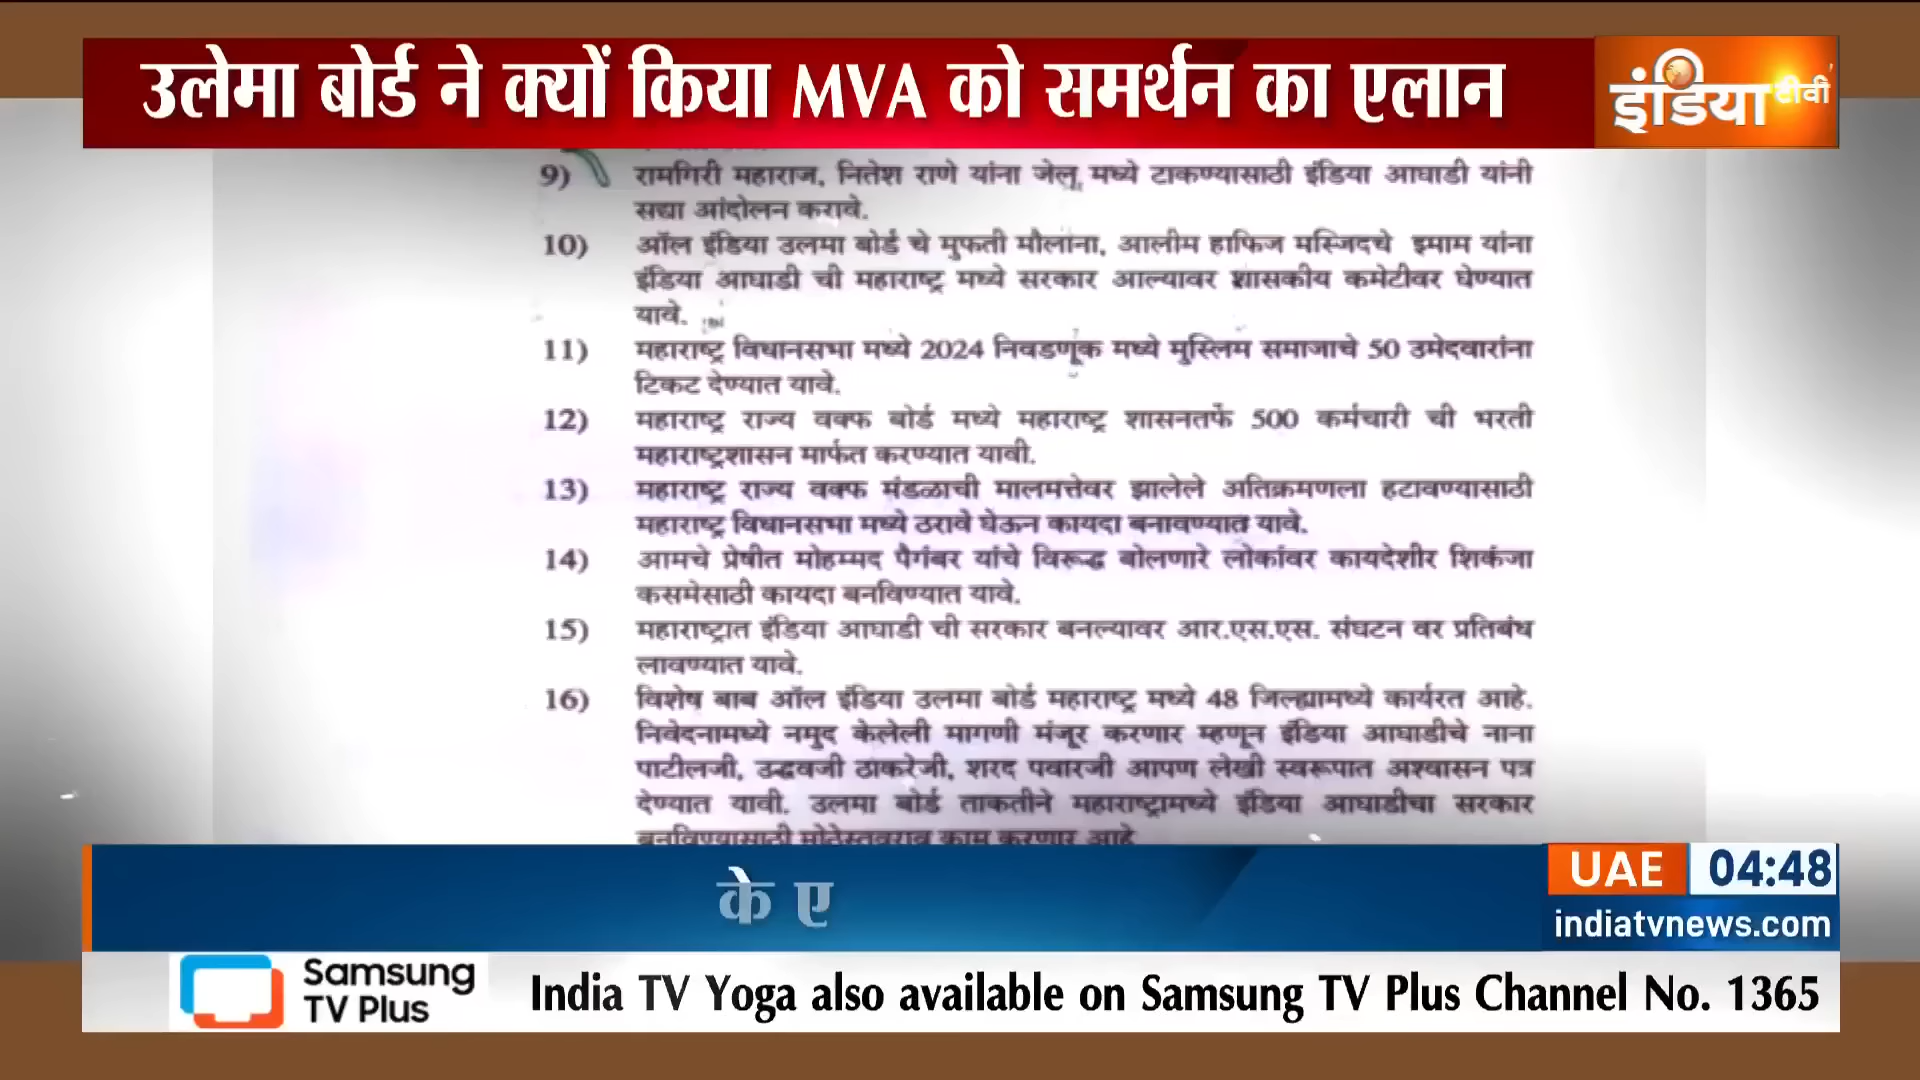 उलेमा बोर्ड ने क्यों किया MVA को समर्थन का एलान
इंडिया टीवी
9) रामगिरी महाराज, नितेश राणे यांना जेल मध्ये टाकण्यासाठी इंडिया आघाडी यांनी
सद्या आंदोलन करावे.
10) ऑल इंडिया उलमा बोर्ड चे मुफती मौलाना, आलीम हाफिज मस्जिदचे इमाम यांना
इंडिया आघाडी ची महाराष्ट्र मध्ये सरकार आल्यावर शासकीय कमेटीवर घेण्यात
यावे.
11) महाराष्ट्र विधानसभा मध्ये 2024 निवडणूक मध्ये मुस्लिम समाजाचे 50 उमेदवारांना
टिकट देण्यात यावे.
12) महाराष्ट्र राज्य वक्फ बोर्ड मध्ये महाराष्ट्र शासनतर्फे 500 कर्मचारी ची भरती
महाराष्ट्रशासन मार्फत करण्यात यावी.
13) महाराष्ट्र राज्य वक्फ मंडळाची मालमत्तेवर झालेले अतिक्रमणला हटावण्यासाठी
महाराष्ट्र विधानसभा मध्ये ठरावे घेऊन कायदा बनावण्यात यावे.
14) आमचे प्रेषीत मोहम्मद पैगंबर यांचे विरूद्ध बोलणारे लोकांवर कायदेशीर शिकंजा
कसमेसाठी कायदा बनविण्यात यावे.
15) महाराष्ट्रात इंडिया आघाडी ची सरकार बनल्यावर आर.एस.एस. संघटन वर प्रतिबंध
लावण्यात यावे.
16) विशेष बाब ऑल इंडिया उलमा बोर्ड महाराष्ट्र मध्ये 48 जिल्ह्यामध्ये कार्यरत आहे.
निवेदनामध्ये नमुद केलेली मागणी मंजूर करणार म्हणून इंडिया आघाडीचे नाना
पाटीलजी, उद्धवजी ठाकरेजी, शरद पवारजी आपण लेखी स्वरूपात अश्वासन पत्र
देण्यात यावी. उलमा बोर्ड ताकतीने महाराष्ट्रामध्ये इंडिया आघाडीचा सरकार
बनविण्यासाठी मोठेस्तवराव काम करणार आहे
के ए
UAE 04:48
indiatvnews.com
Samsung
TV Plus
India TV Yoga also available on Samsung TV Plus Channel No. 1365